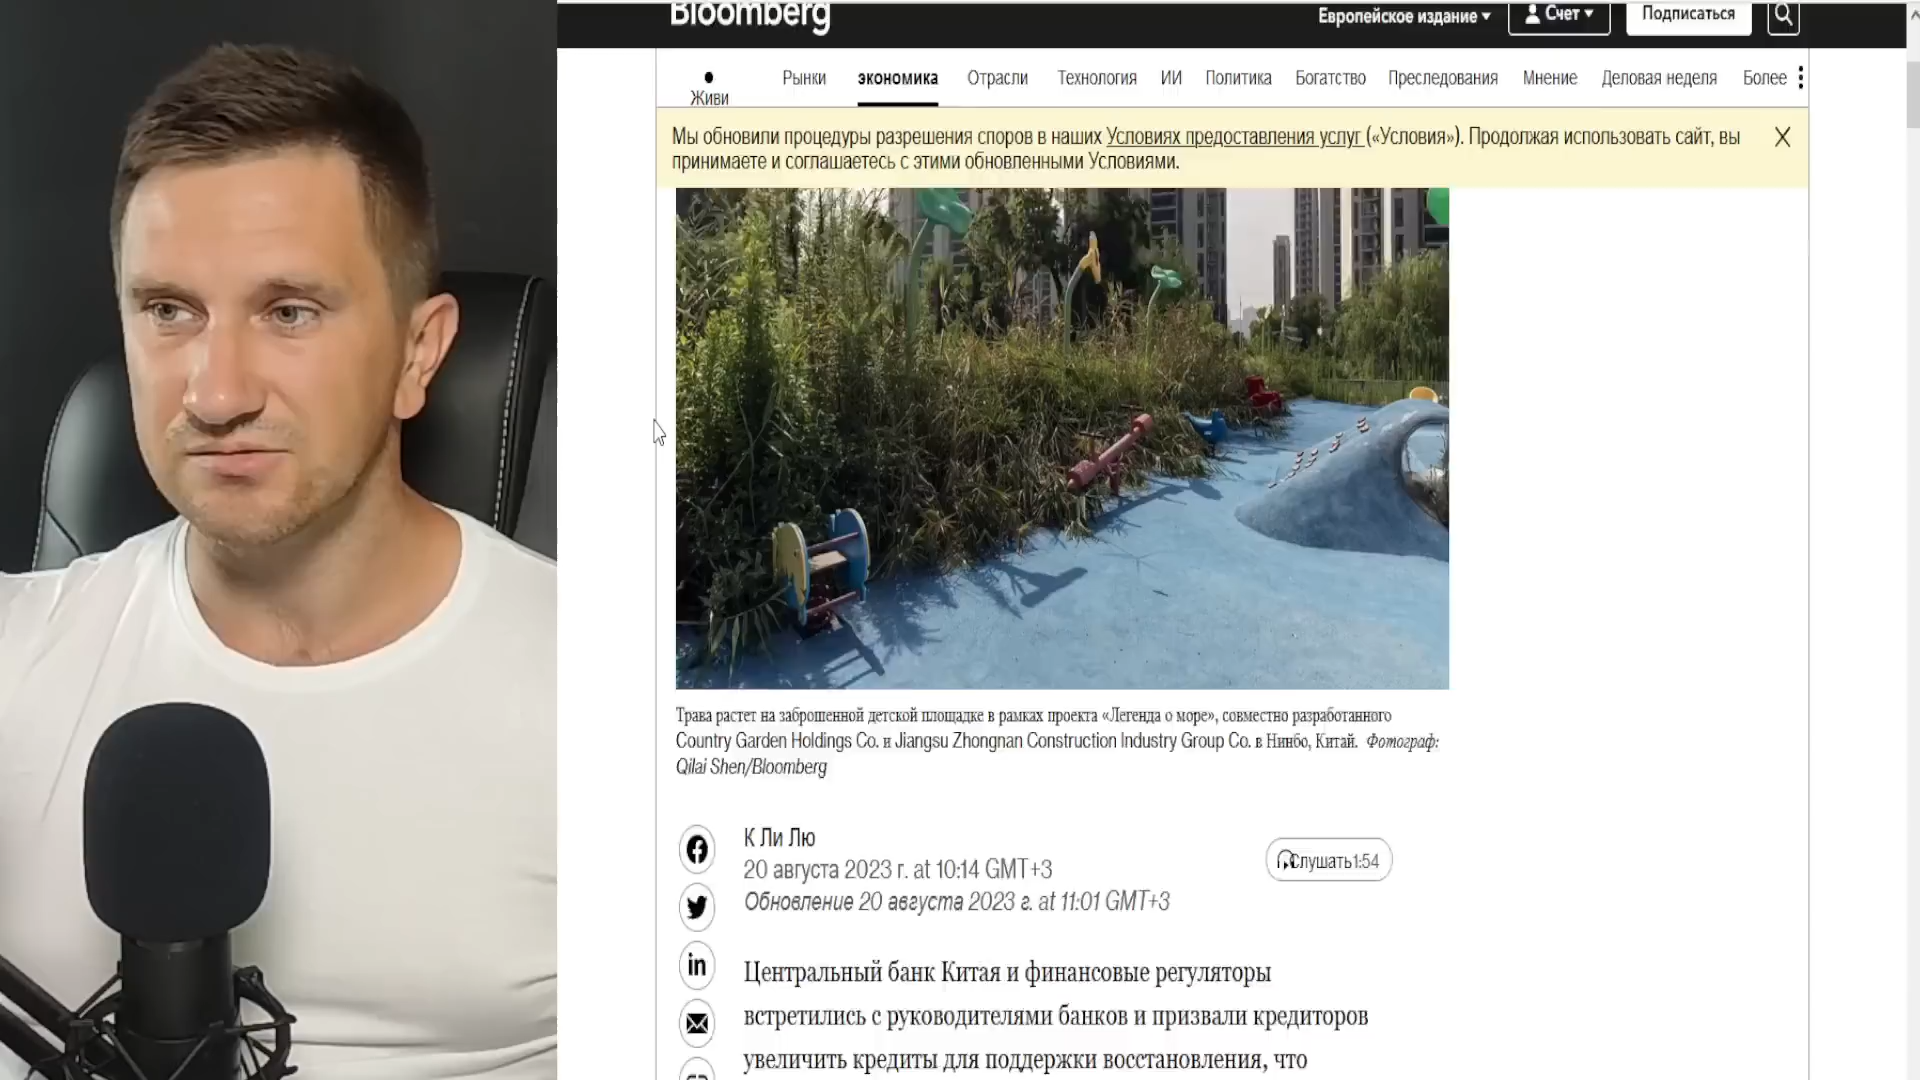 Bloomberg
Европейское издание
Счет
Подписаться
Живи
Рынки
экономика
Отрасли
Технология
ИИ
Политика
Богатство
Преследования
Мнение
Деловая неделя
Более
Мы обновили процедуры разрешения споров в наших Условиях предоставления услуг («Условия»). Продолжая использовать сайт, вы
принимаете и соглашаетесь с этими обновленными Условиями.
Трава растет на заброшенной детской площадке в рамках проекта «Легенда о море», совместно разработанного
Country Garden Holdings Co. и Jiangsu Zhongnan Construction Industry Group Co. в Нинбо, Китай. Фотограф:
Qilai Shen/Bloomberg
К Ли Лю
20 августа 2023 г. at 10:14 GMT+3
Обновление 20 августа 2023 г. at 11:01 GMT+3
Слушать1:54
Центральный банк Китая и финансовые регуляторы
встретились с руководителями банков и призвали кредиторов
увеличить кредиты для поддержки восстановления, что